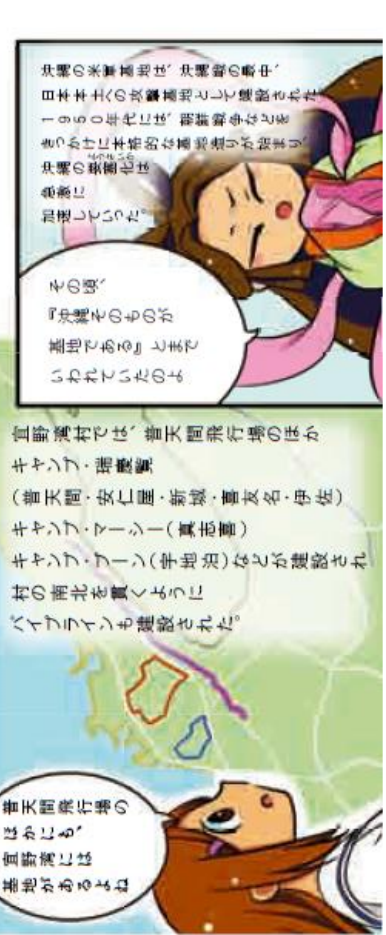 沖縄の米軍基地は、沖縄戦の最中、
日本本土への攻撃基地として建設された。
1950年代には、朝鮮戦争などを
きっかけに本格的な基地造りが始まり、
沖縄の要塞化は
ようさいか
急激に
加速していった。
その頃、
『沖縄そのものが
基地である』とまで
いわれていたのよ
宜野湾村では、普天間飛行場のほか
キャンプ・瑞慶覧
(普天間・安仁屋・新城・喜友名・伊佐)
キャンプ・マーシー(真志喜)
キャンプ・ブーン(宇地泊)などが建設され
村の南北を貫くように
パイプラインも建設された。
普天間飛行場の
ほかにも、
宜野湾には
基地があるよね